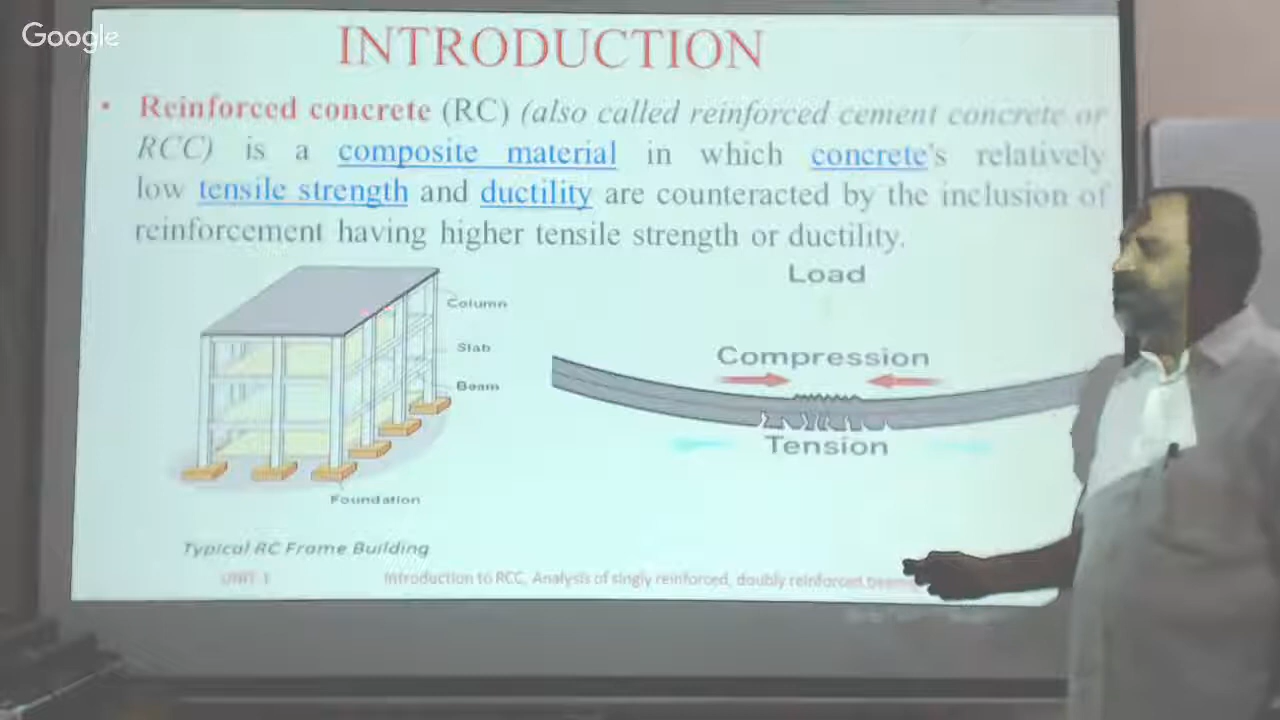 Google
INTRODUCTION
• Reinforced concrete (RC) (also called reinforced cement concrete or
RCC) is a composite material in which concrete's relatively
low tensile strength and ductility are counteracted by the inclusion of
reinforcement having higher tensile strength or ductility.
Load
Column
Slab
Compression
Beam
Tension
Foundation
Typical RC Frame Building
UNIT-1 Introduction to RCC, Analysis of singly reinforced, doubly reinforced